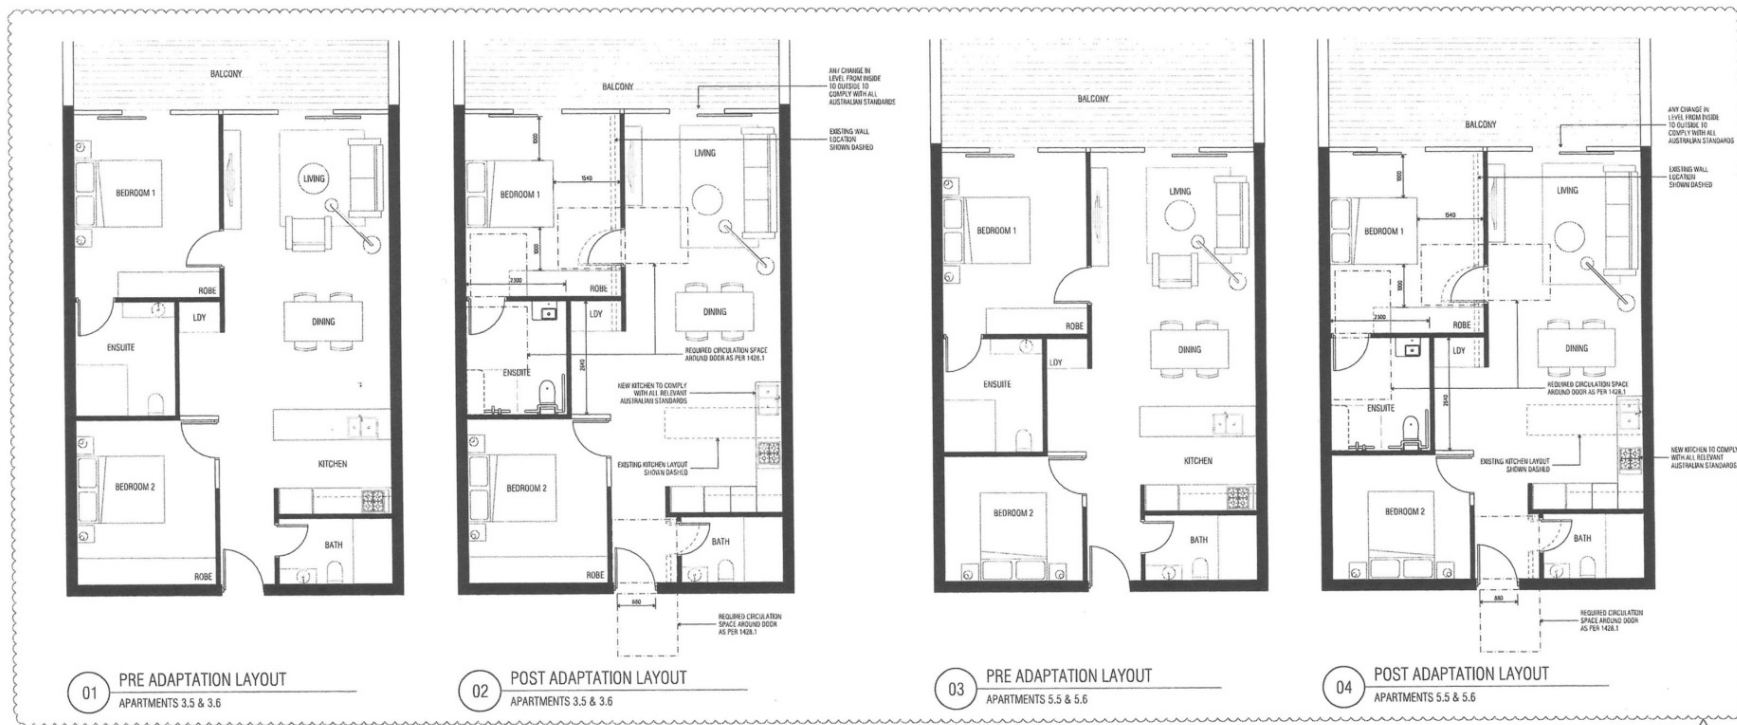 BALCONY
BEDROOM 1
LIVING
ROBE
LDY
DINING
ENSUITE
KITCHEN
BEDROOM 2
BATH
ROBE
01
PRE ADAPTATION LAYOUT
APARTMENTS 3.5 & 3.6
BALCONY
ANY CHANGE IN
LEVEL FROM INSIDE
TO OUTSIDE TO
COMPLY WITH ALL
AUSTRALIAN STANDARDS
EXISTING WALL
LOCATION
SHOWN DASHED
1000
LIVING
1540
BEDROOM 1
1000
2300
ROBE
LDY
DINING
REQUIRED CIRCULATION SPACE
AROUND DOOR AS PER 1428.1
2640
ENSUITE
NEW KITCHEN TO COMPLY
WITH ALL RELEVANT
AUSTRALIAN STANDARDS
EXISTING KITCHEN LAYOUT
SHOWN DASHED
BEDROOM 2
BATH
ROBE
REQUIRED CIRCULATION
SPACE AROUND DOOR
AS PER 1428.1
02
POST ADAPTATION LAYOUT
APARTMENTS 3.5 & 3.6
BALCONY
LIVING
BEDROOM 1
ROBE
LDY
DINING
ENSUITE
KITCHEN
BEDROOM 2
BATH
03
PRE ADAPTATION LAYOUT
APARTMENTS 5.5 & 5.6
BALCONY
ANY CHANGE IN
LEVEL FROM INSIDE
TO OUTSIDE TO
COMPLY WITH ALL
AUSTRALIAN STANDARDS
EXISTING WALL
LOCATION
SHOWN DASHED
1000
LIVING
1540
BEDROOM 1
1000
2300
ROBE
LDY
DINING
REQUIRED CIRCULATION SPACE
AROUND DOOR AS PER 1428.1
2640
ENSUITE
EXISTING KITCHEN LAYOUT
SHOWN DASHED
NEW KITCHEN TO COMPLY
WITH ALL RELEVANT
AUSTRALIAN STANDARDS
BEDROOM 2
BATH
REQUIRED CIRCULATION
SPACE AROUND DOOR
AS PER 1428.1
04
POST ADAPTATION LAYOUT
APARTMENTS 5.5 & 5.6